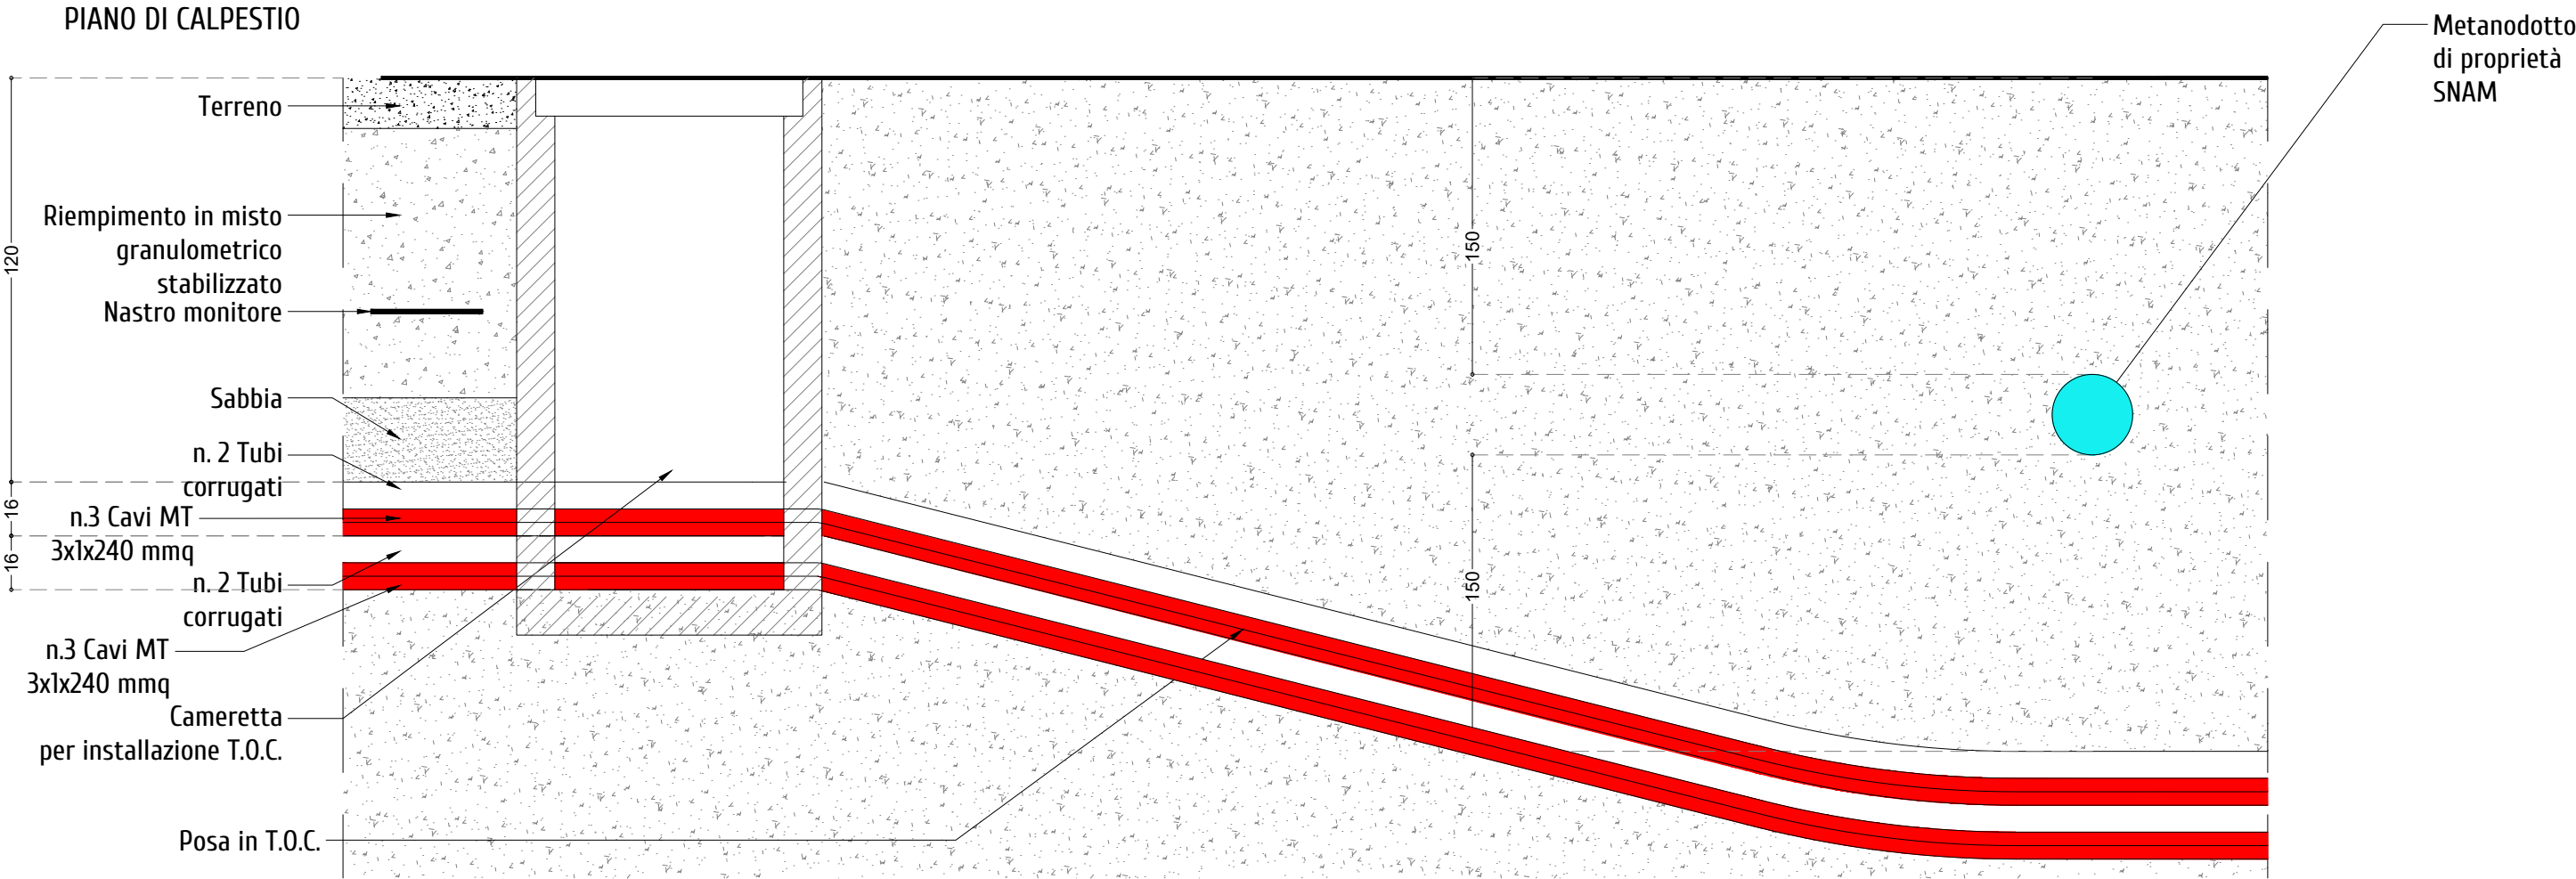 PIANO DI CALPESTIO
Metanodotto
di proprietà
SNAM
Terreno
Riempimento in misto
granulometrico
stabilizzato
Nastro monitore
Sabbia
n. 2 Tubi
corrugati
n.3 Cavi MT
3x1x240 mmq
n. 2 Tubi
corrugati
n.3 Cavi MT
3x1x240 mmq
Cameretta
per installazione T.O.C.
Posa in T.O.C.
120
16
16
150
150